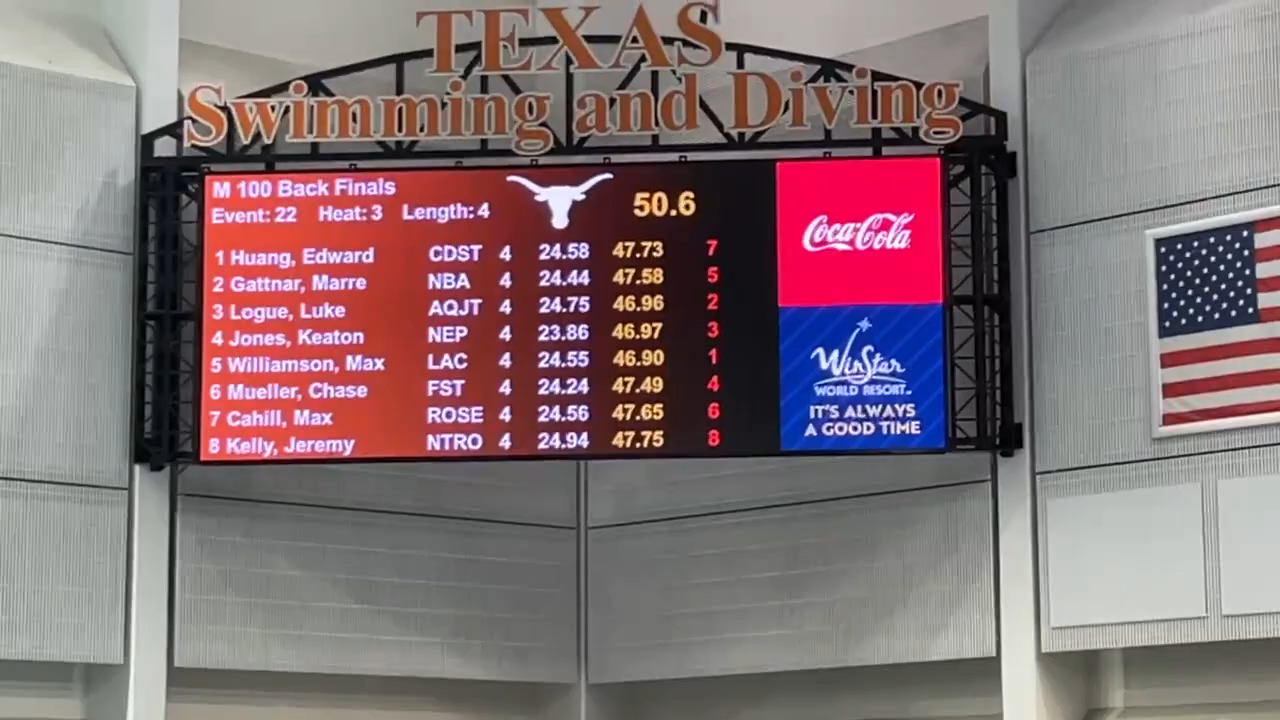 TEXAS
Swimming and Diving
M 100 Back Finals
Event: 22 Heat: 3 Length: 4
50.6
1 Huang, Edward CDST 4 24.58 47.73 7
2 Gattnar, Marre NBA 4 24.44 47.58 5
3 Logue, Luke AQJT 4 24.75 46.96 2
4 Jones, Keaton NEP 4 23.86 46.97 3
5 Williamson, Max LAC 4 24.55 46.90 1
6 Mueller, Chase FST 4 24.24 47.49 4
7 Cahill, Max ROSE 4 24.56 47.65 6
8 Kelly, Jeremy NTRO 4 24.94 47.75 8
Coca-Cola
WinStar
WORLD RESORT
IT'S ALWAYS
A GOOD TIME